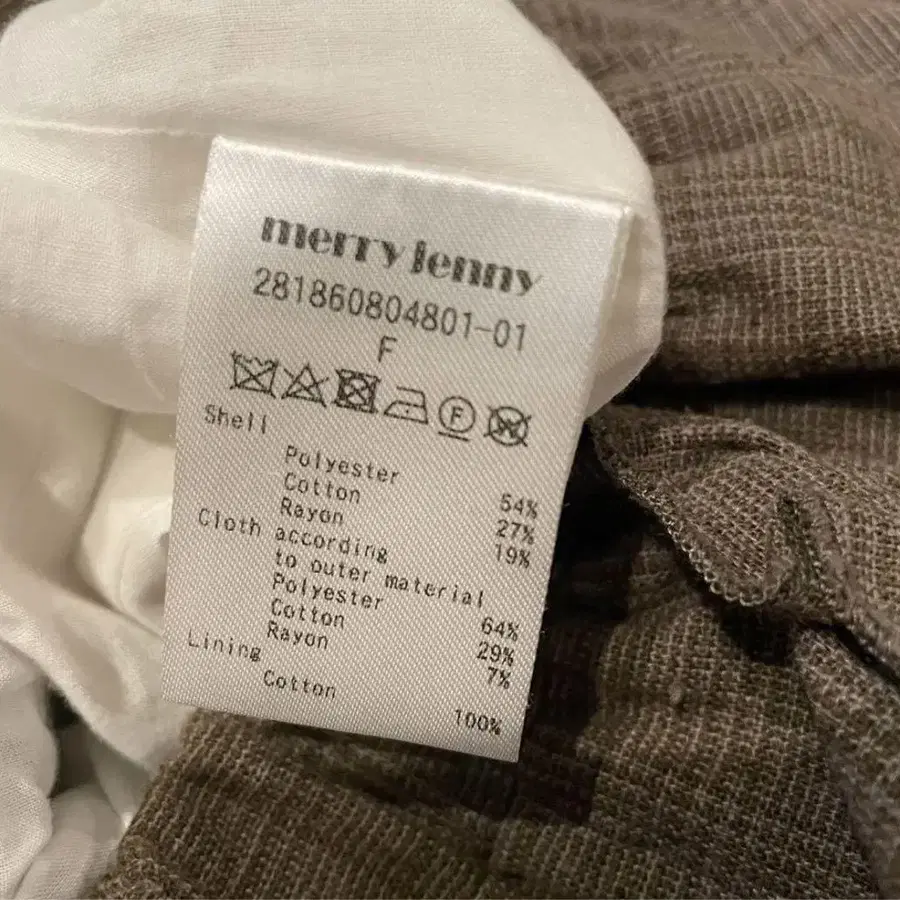 merry jenny
281860804801-01
F
F W
Shell
Polyester 54%
Cotton 27%
Rayon 19%
Cloth according
to outer material
Polyester 64%
Cotton 29%
Rayon 7%
Lining
Cotton 100%